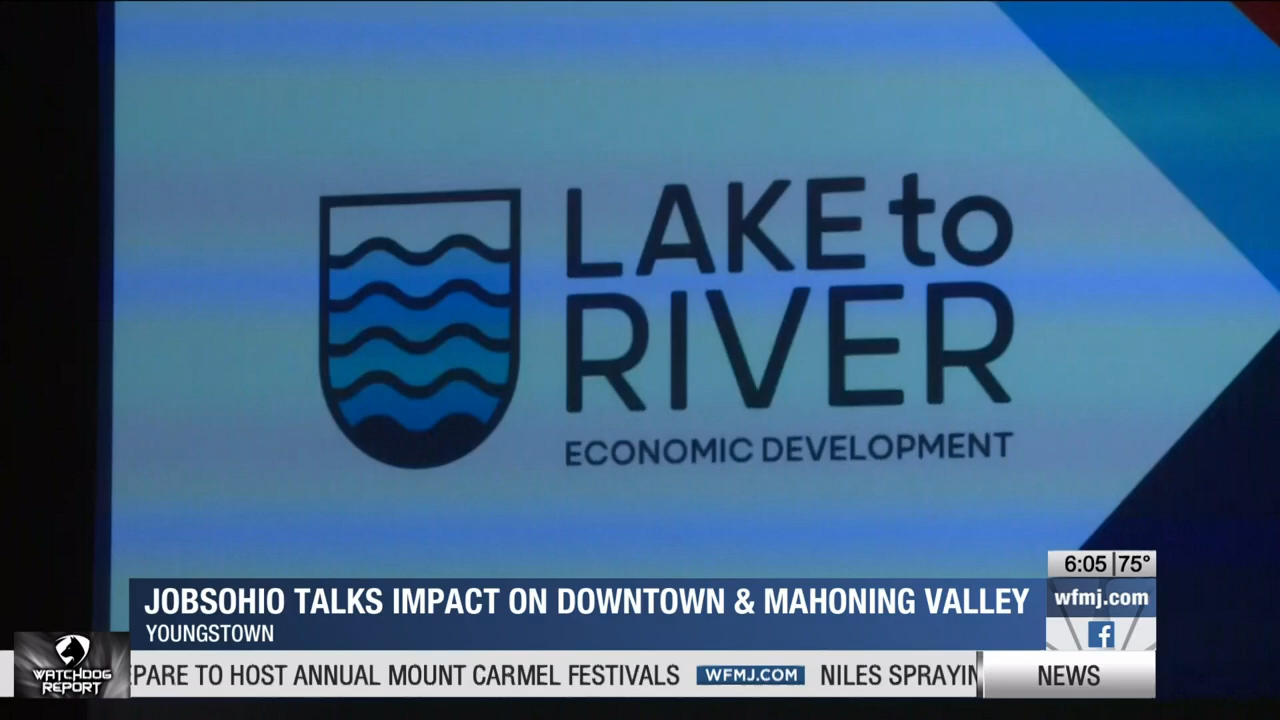 LAKE to
RIVER
ECONOMIC DEVELOPMENT
6:05 75°
JOBSOHIO TALKS IMPACT ON DOWNTOWN & MAHONING VALLEY
wfmj.com
YOUNGSTOWN
f
WATCHDOG
REPORT
EPARE TO HOST ANNUAL MOUNT CARMEL FESTIVALS WFMJ.COM NILES SPRAYIN
NEWS